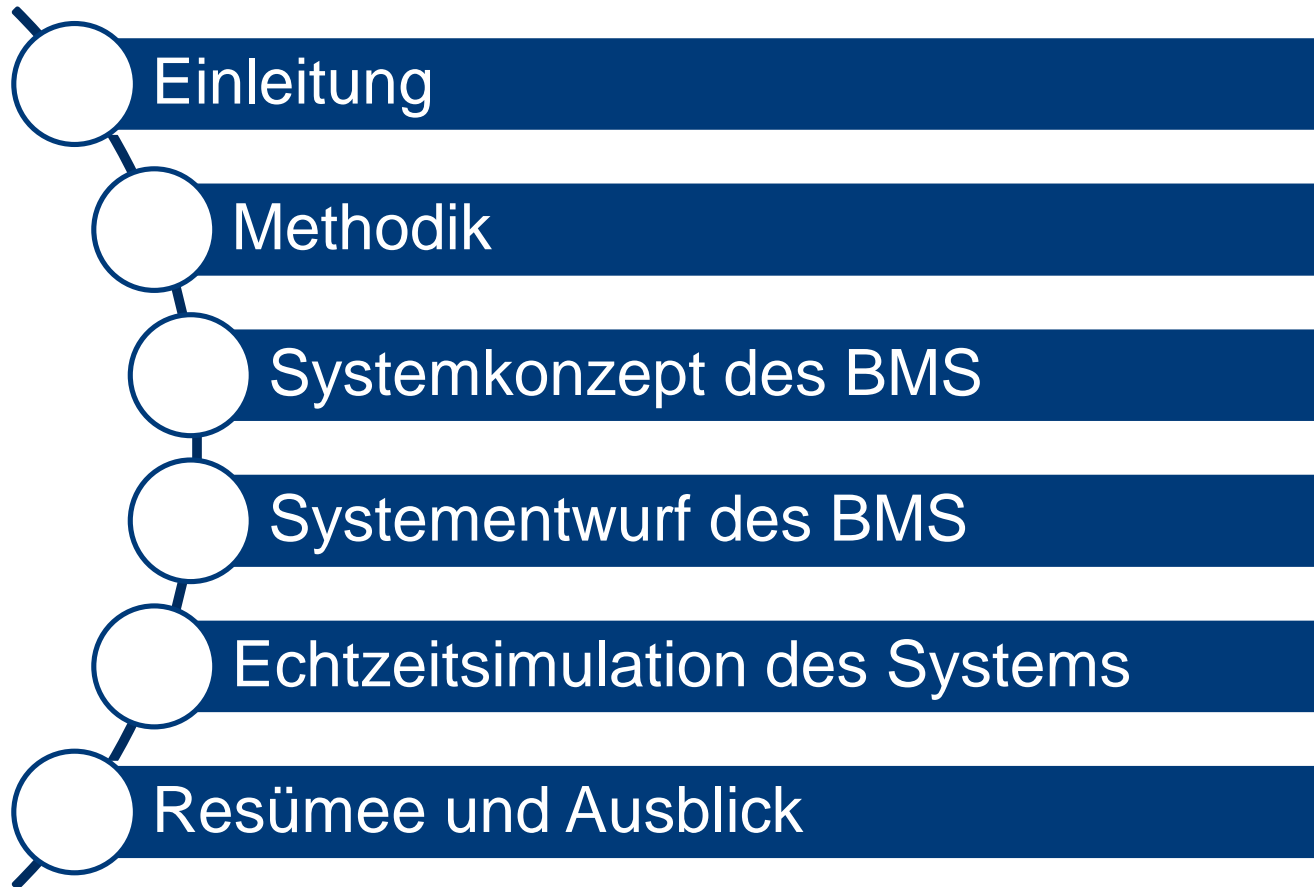 Einleitung
Methodik
Systemkonzept des BMS
Systementwurf des BMS
Echtzeitsimulation des Systems
Resümee und Ausblick